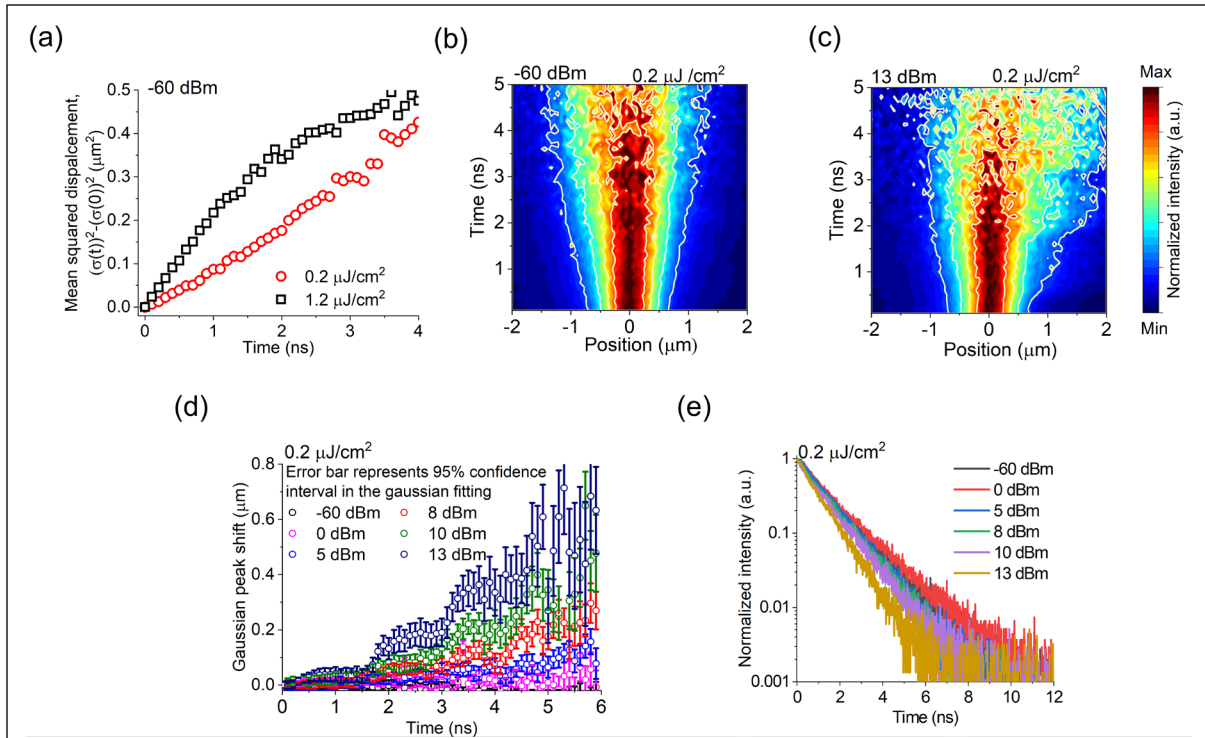 (a)
-60 dBm
Mean squared dispalcement,
(σ(t))²-(σ(0))² (μm²)
0.5
0.4
0.3
0.2
0.1
0.0
0.2 μJ/cm²
1.2 μJ/cm²
0 1 2 3 4
Time (ns)
(b)
-60 dBm 0.2 μJ /cm²
Time (ns)
5
4
3
2
1
-2 -1 0 1 2
Position (μm)
(c)
13 dBm 0.2 μJ/cm²
Time (ns)
5
4
3
2
1
-2 -1 0 1 2
Position (μm)
Max
Normalized intensity (a.u.)
Min
(d)
0.2 μJ/cm²
Gaussian peak shift (μm)
0.8
0.6
0.4
0.2
0.0
Error bar represents 95% confidence
interval in the gaussian fitting
-60 dBm 8 dBm
0 dBm 10 dBm
5 dBm 13 dBm
0 1 2 3 4 5 6
Time (ns)
(e)
0.2 μJ/cm²
Normalized intensity (a.u.)
1
0.1
0.01
0.001
-60 dBm
0 dBm
5 dBm
8 dBm
10 dBm
13 dBm
0 2 4 6 8 10 12
Time (ns)